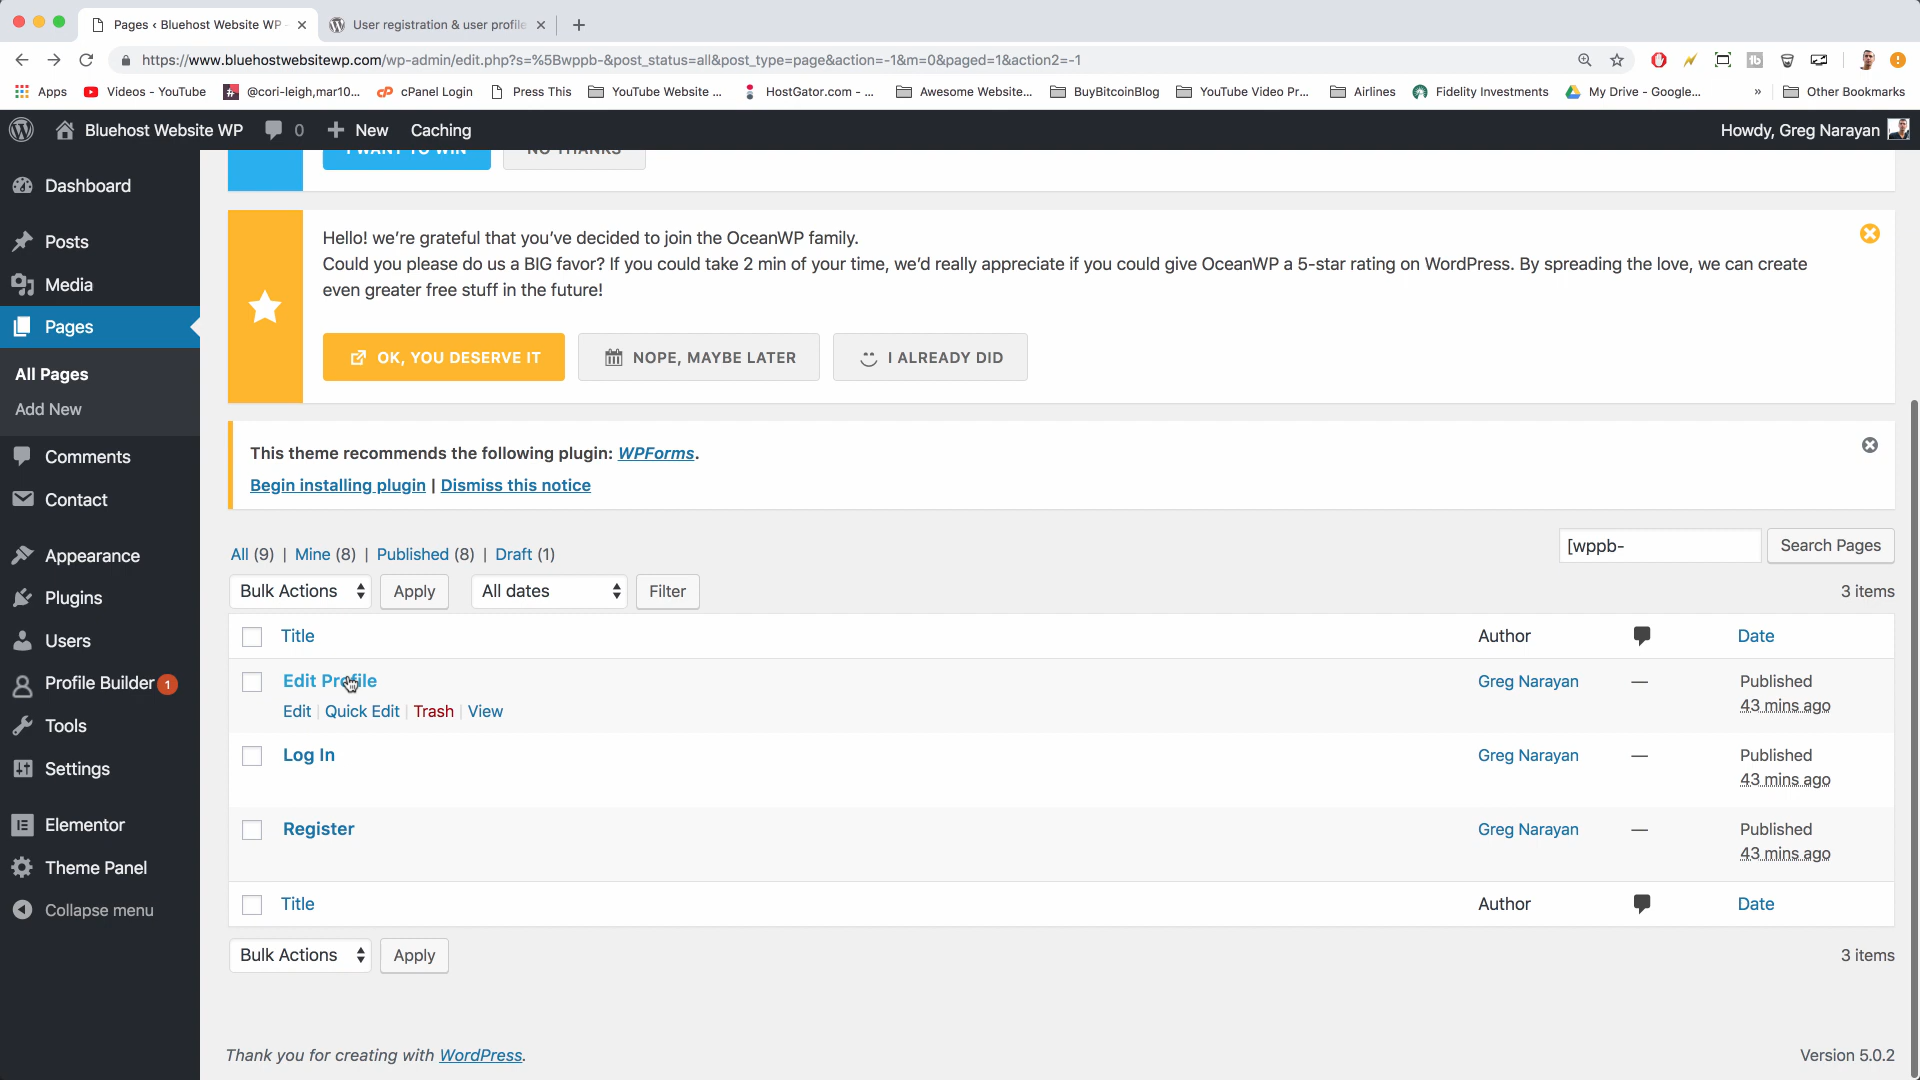 Pages ‹ Bluehost Website WP
User registration & user profile
https://www.bluehostwebsitewp.com/wp-admin/edit.php?s=%5Bwppb-&post_status=all&post_type=page&action=-1&m=0&paged=1&action2=-1
Apps Videos - YouTube @cori-leigh,mar10... cPanel Login Press This YouTube Website ... HostGator.com - ... Awesome Website... BuyBitcoinBlog YouTube Video Pr... Airlines Fidelity Investments My Drive - Google... » Other Bookmarks
Bluehost Website WP 0 New Caching Howdy, Greg Narayan
I WANT TO WIN NO THANKS
Dashboard
Posts
Media
Pages
All Pages
Add New
Comments
Contact
Appearance
Plugins
Users
Profile Builder 1
Tools
Settings
Elementor
Theme Panel
Collapse menu
Hello! we're grateful that you've decided to join the OceanWP family.
Could you please do us a BIG favor? If you could take 2 min of your time, we'd really appreciate if you could give OceanWP a 5-star rating on WordPress. By spreading the love, we can create
even greater free stuff in the future!
OK, YOU DESERVE IT NOPE, MAYBE LATER I ALREADY DID
This theme recommends the following plugin: WPForms.
Begin installing plugin | Dismiss this notice
All (9) | Mine (8) | Published (8) | Draft (1)
[wppb- Search Pages
Bulk Actions Apply All dates Filter 3 items
Title Author Date
Edit Profile Greg Narayan — Published
Edit | Quick Edit | Trash | View 43 mins ago
Log In Greg Narayan — Published
43 mins ago
Register Greg Narayan — Published
43 mins ago
Title Author Date
Bulk Actions Apply 3 items
Thank you for creating with WordPress. Version 5.0.2